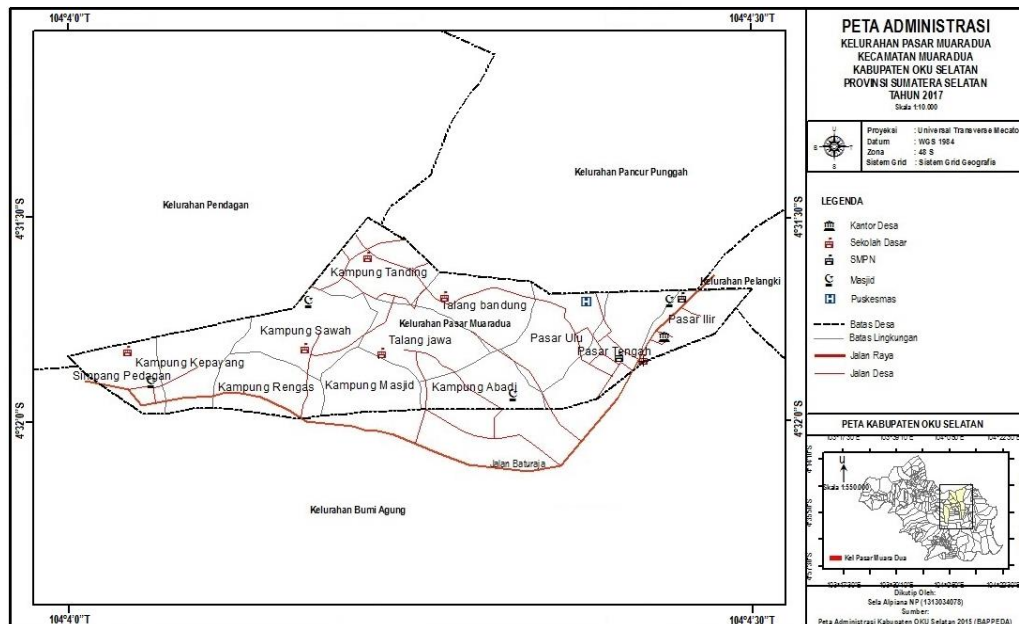 104°4'0"T
104°4'30"T
4°31'30"S
4°31'30"S
4°32'0"S
4°32'0"S
104°4'0"T
104°4'30"T
Kelurahan Pendagan
Kelurahan Pancur Punggah
Kelurahan Pelangki
Kampung Tanding
Talang bandung
Kampung Sawah
Kelurahan Pasar Muaradua
Talang jawa
Pasar Ulu
Pasar Ilir
Pasar Tengah
Kampung Kepayang
Simpang Pedagan
Kampung Rengas
Kampung Masjid
Kampung Abadi
Jalan Baturaja
Kelurahan Bumi Agung
PETA ADMINISTRASI
KELURAHAN PASAR MUARADUA
KECAMATAN MUARADUA
KABUPATEN OKU SELATAN
PROVINSI SUMATERA SELATAN
TAHUN 2017
Skala 1:10.000
U
B T
S
Proyeksi : Universal Transverse Mecato
Datum : WGS 1984
Zona : 48 S
Sistem Grid : Sistem Grid Geografis
LEGENDA
Kantor Desa
Sekolah Dasar
SMPN
Masjid
Puskesmas
Batas Desa
Batas Lingkungan
Jalan Raya
Jalan Desa
PETA KABUPATEN OKU SELATAN
U
Skala 1:550.000
Kel Pasar Muara Dua
Dikutip Oleh:
Sela Alpiana NP (1313034078)
Sumber:
Peta Administrasi Kabupaten OKU Selatan 2015 (BAPPEDA)